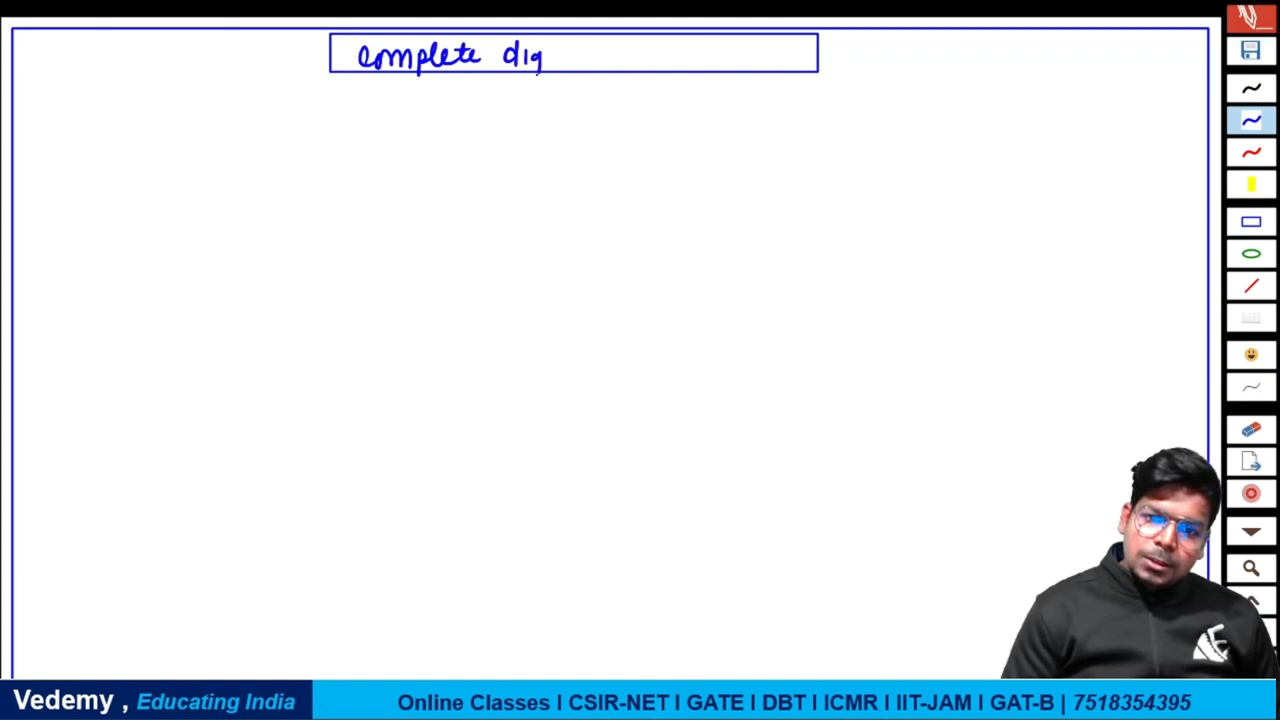 complete dig
Vedemy , Educating India
Online Classes I CSIR-NET I GATE I DBT I ICMR I IIT-JAM I GAT-B | 7518354395